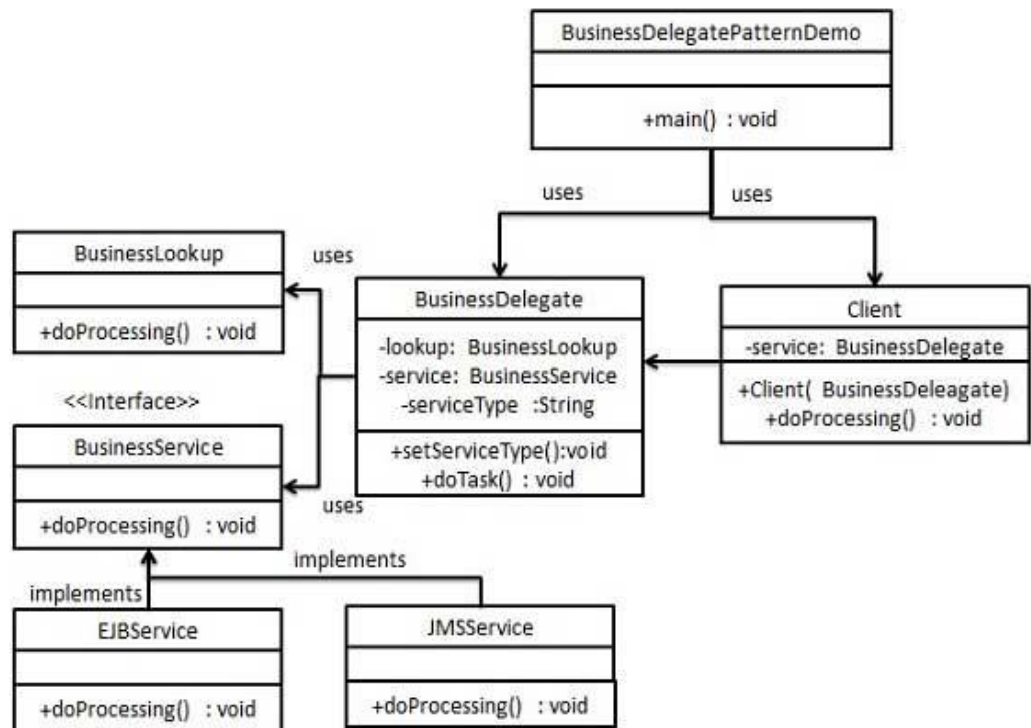 BusinessDelegatePatternDemo
+main() : void
uses
uses
BusinessLookup
+doProcessing() : void
uses
BusinessDelegate
-lookup: BusinessLookup
-service: BusinessService
-serviceType :String
+setServiceType():void
+doTask() : void
Client
-service: BusinessDelegate
+Client( BusinessDeleagate)
+doProcessing() : void
<<Interface>>
BusinessService
+doProcessing() : void
uses
implements
implements
EJBService
+doProcessing() : void
JMSService
+doProcessing() : void